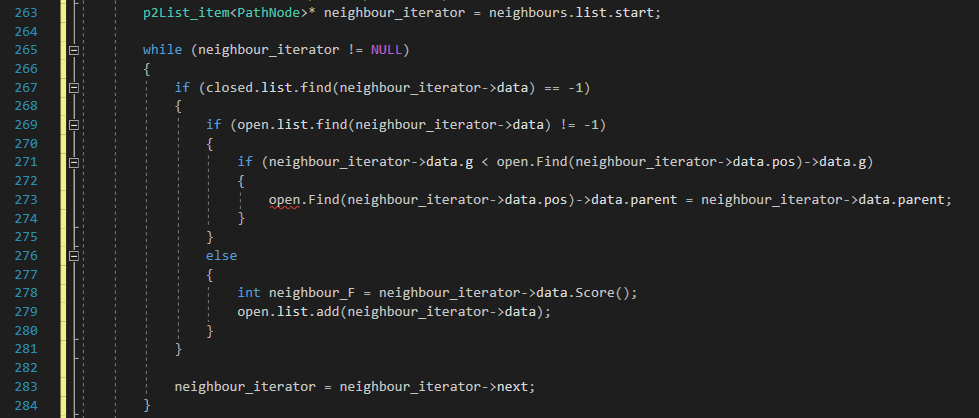 263 p2List_item<PathNode>* neighbour_iterator = neighbours.list.start;
264
265 while (neighbour_iterator != NULL)
266 {
267 if (closed.list.find(neighbour_iterator->data) == -1)
268 {
269 if (open.list.find(neighbour_iterator->data) != -1)
270 {
271 if (neighbour_iterator->data.g < open.Find(neighbour_iterator->data.pos)->data.g)
272 {
273 open.Find(neighbour_iterator->data.pos)->data.parent = neighbour_iterator->data.parent;
274 }
275 }
276 else
277 {
278 int neighbour_F = neighbour_iterator->data.Score();
279 open.list.add(neighbour_iterator->data);
280 }
281 }
282
283 neighbour_iterator = neighbour_iterator->next;
284 }